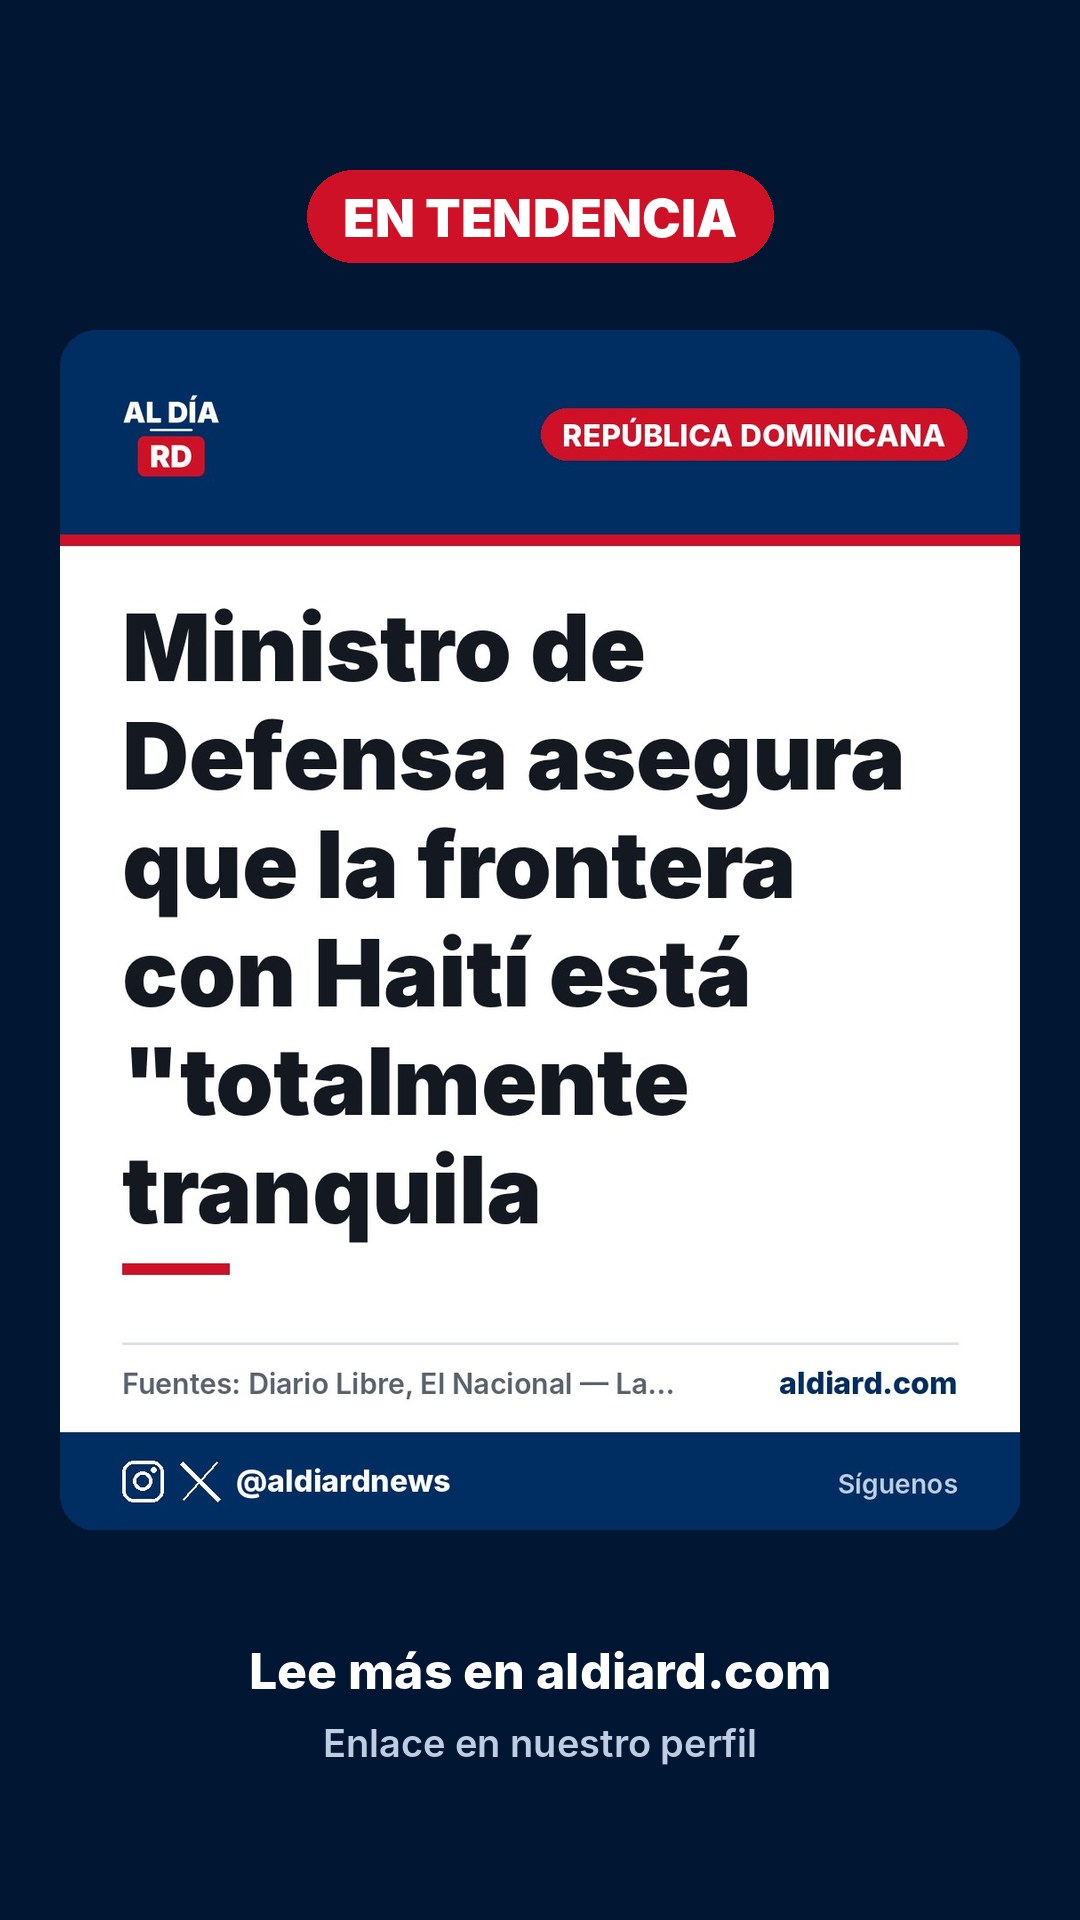 EN TENDENCIA
AL DÍA
RD
REPÚBLICA DOMINICANA
Ministro de
Defensa asegura
que la frontera
con Haití está
"totalmente
tranquila
Fuentes: Diario Libre, El Nacional — La...
aldiard.com
@aldiardnews
Síguenos
Lee más en aldiard.com
Enlace en nuestro perfil